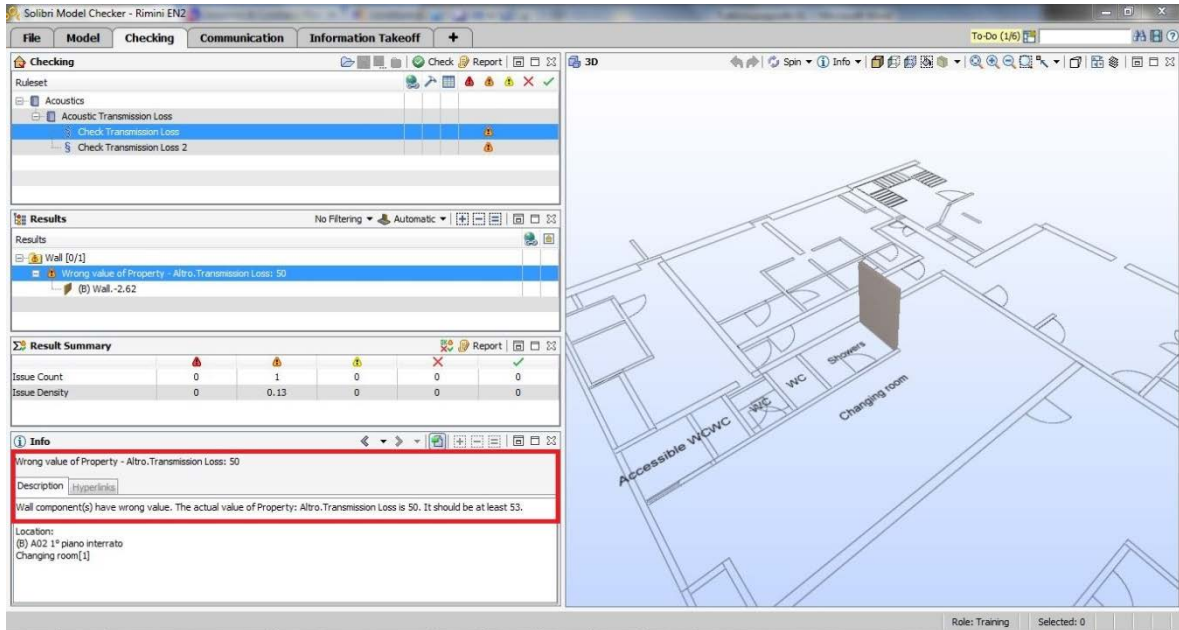 Solibri Model Checker - Rimini EN2
File Model Checking Communication Information Takeoff +
To-Do (1/6)
Checking
Check Report
Ruleset
Acoustics
Acoustic Transmission Loss
§ Check Transmission Loss
§ Check Transmission Loss 2
Results
No Filtering Automatic
Results
Wall [0/1]
Wrong value of Property - Altro.Transmission Loss: 50
(B) Wall.-2.62
Result Summary
Report
Issue Count 0 1 0 0 0
Issue Density 0 0.13 0 0 0
Info
Wrong value of Property - Altro.Transmission Loss: 50
Description Hyperlinks
Wall component(s) have wrong value. The actual value of Property: Altro.Transmission Loss is 50. It should be at least 53.
Location:
(B) A02 1° piano interrato
Changing room[1]
3D
Spin Info
Showers
WC
WC
Changing room
Accessible WCWC
Role: Training Selected: 0